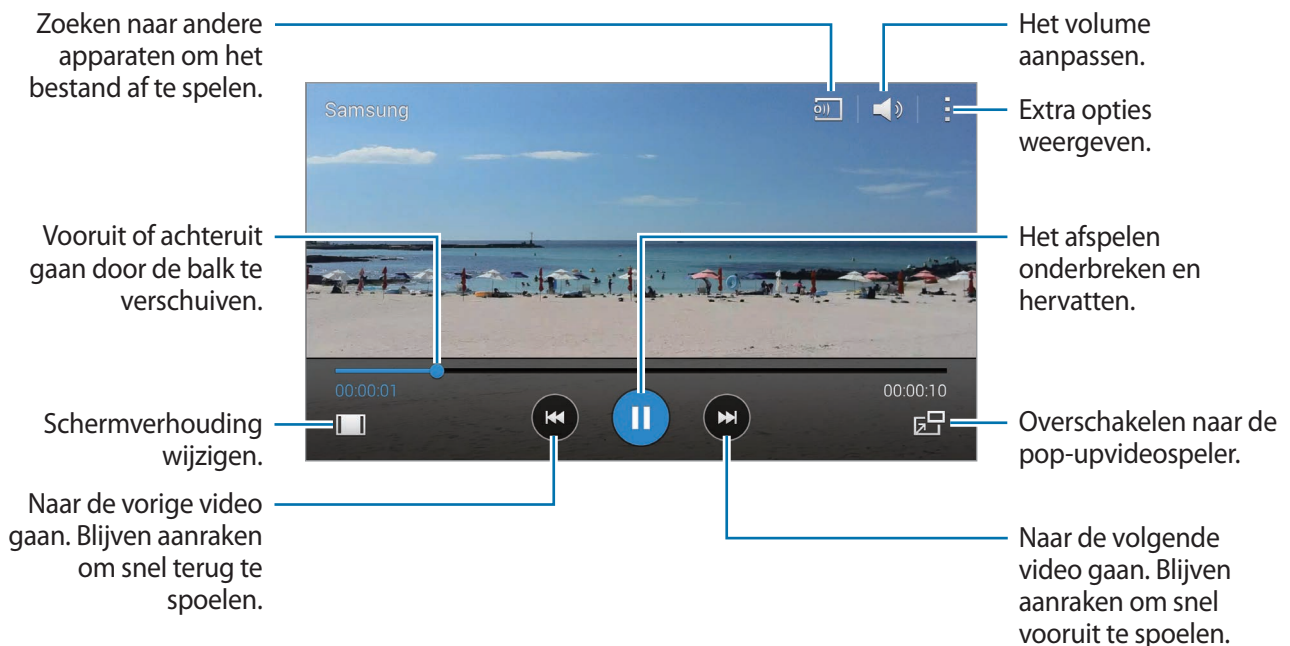 Zoeken naar andere
apparaten om het
bestand af te spelen.
Het volume
aanpassen.
Samsung
Extra opties
weergeven.
Vooruit of achteruit
gaan door de balk te
verschuiven.
Het afspelen
onderbreken en
hervatten.
00:00:01
00:00:10
Schermverhouding
wijzigen.
Overschakelen naar de
pop-upvideospeler.
Naar de vorige video
gaan. Blijven aanraken
om snel terug te
spoelen.
Naar de volgende
video gaan. Blijven
aanraken om snel
vooruit te spoelen.